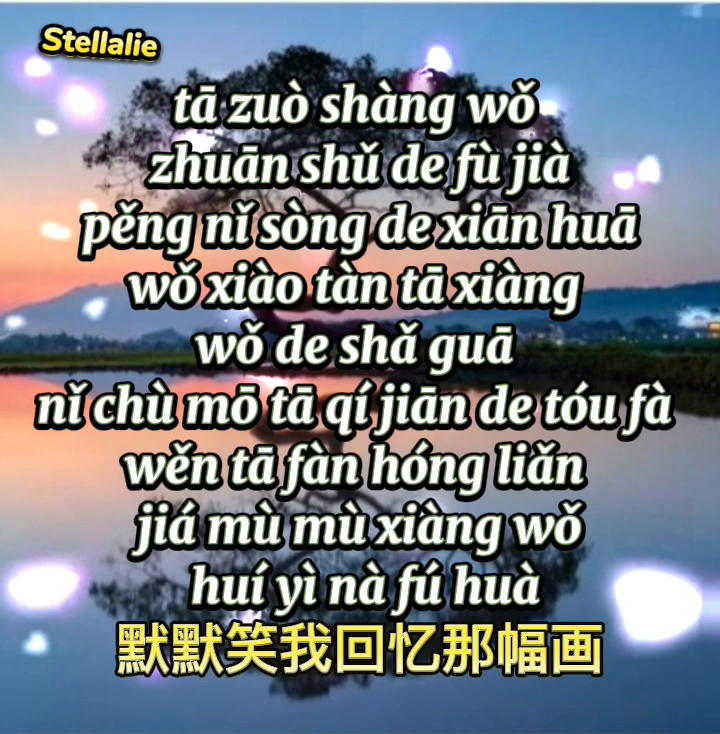 Stellalie
tā zuò shàng wǒ
zhuān shǔ de fù jià
pěng nǐ sòng de xiān huā
wǒ xiào tàn tā xiàng
wǒ de shǎ guā
nǐ chù mō tā qí jiān de tóu fà
wěn tā fàn hóng liǎn
jiá mù mù xiàng wǒ
huí yì nà fú huà
默默笑我回忆那幅画